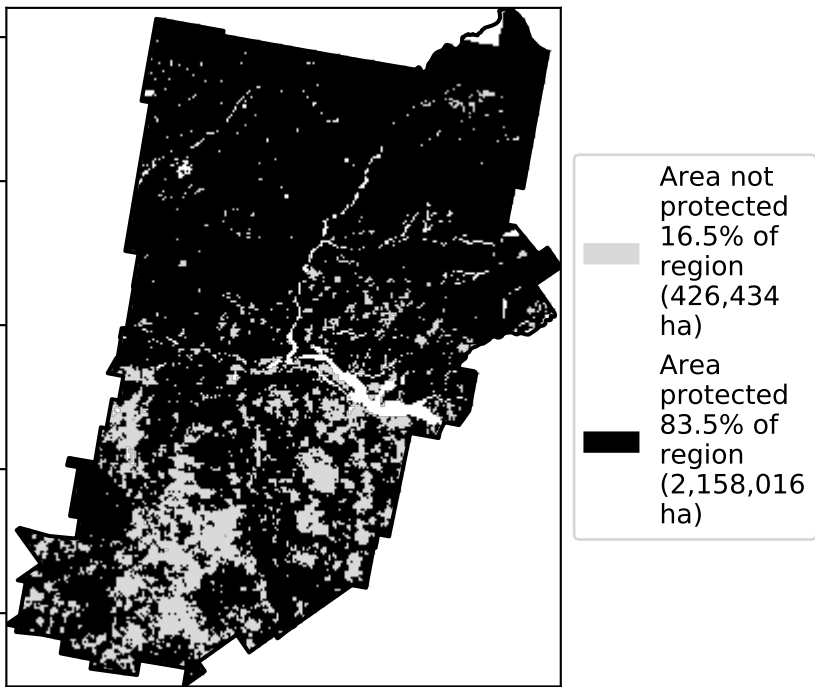 Area not
protected
16.5% of
region
(426,434
ha)
Area
protected
83.5% of
region
(2,158,016
ha)